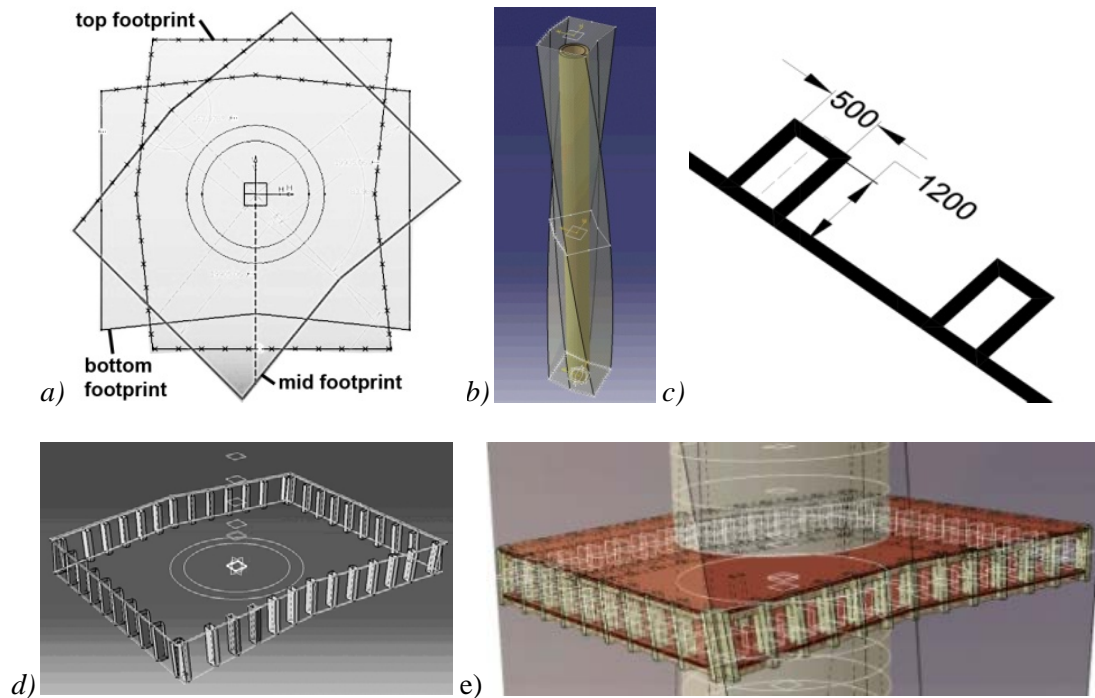 top footprint
bottom
footprint
mid footprint
H H
a)
b)
500
1200
c)
d)
e)